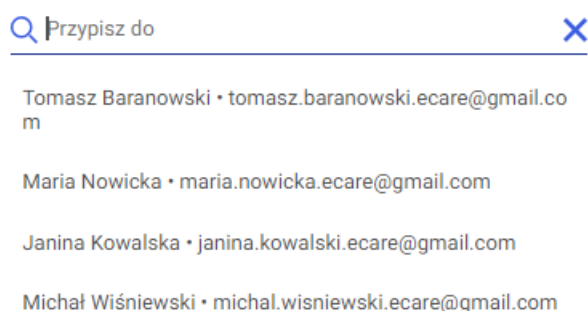 Przypisz do
Tomasz Baranowski • tomasz.baranowski.ecare@gmail.co
m
Maria Nowicka • maria.nowicka.ecare@gmail.com
Janina Kowalska • janina.kowalski.ecare@gmail.com
Michał Wiśniewski • michal.wisniewski.ecare@gmail.com